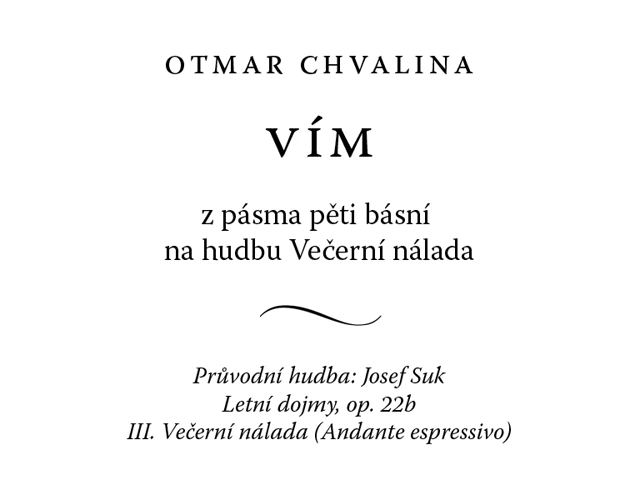 OTMAR CHVALINA
VÍM
z pásma pěti básní
na hudbu Večerní nálada
Průvodní hudba: Josef Suk
Letní dojmy, op. 22b
III. Večerní nálada (Andante espressivo)